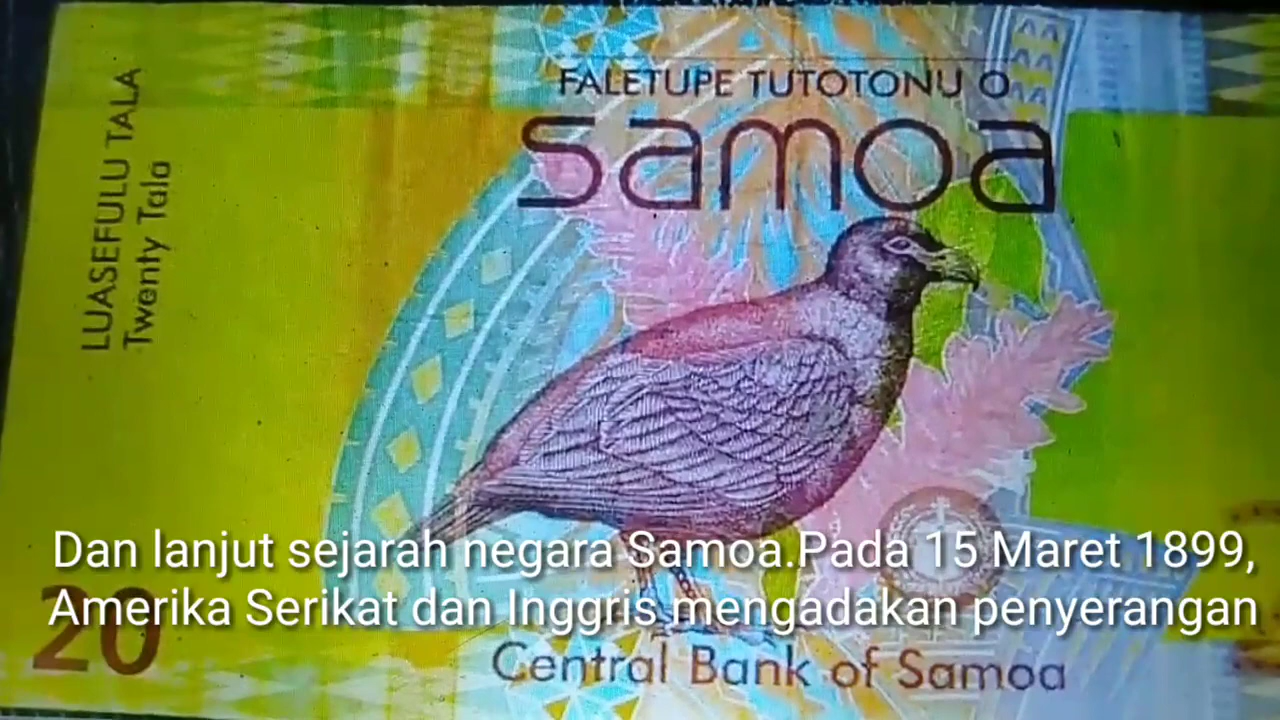 FALETUPE TUTOTONU O
samoa
LUASEFULU TALA
Twenty Tala
Dan lanjut sejarah negara Samoa.Pada 15 Maret 1899,
Amerika Serikat dan Inggris mengadakan penyerangan
20
Central Bank of Samoa